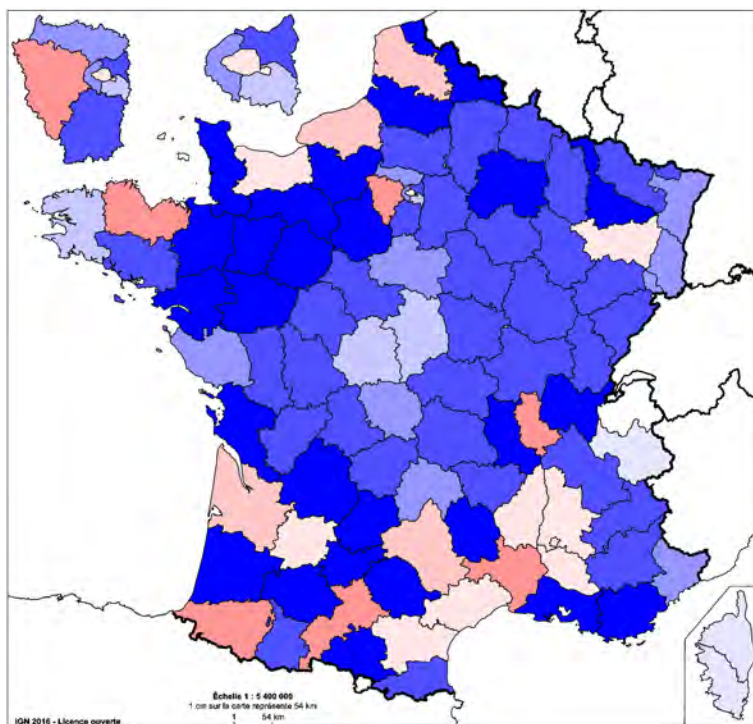 Échelle 1 : 5 400 000
1 cm sur la carte représente 54 km
1 54 km
IGN 2016 - Licence ouverte